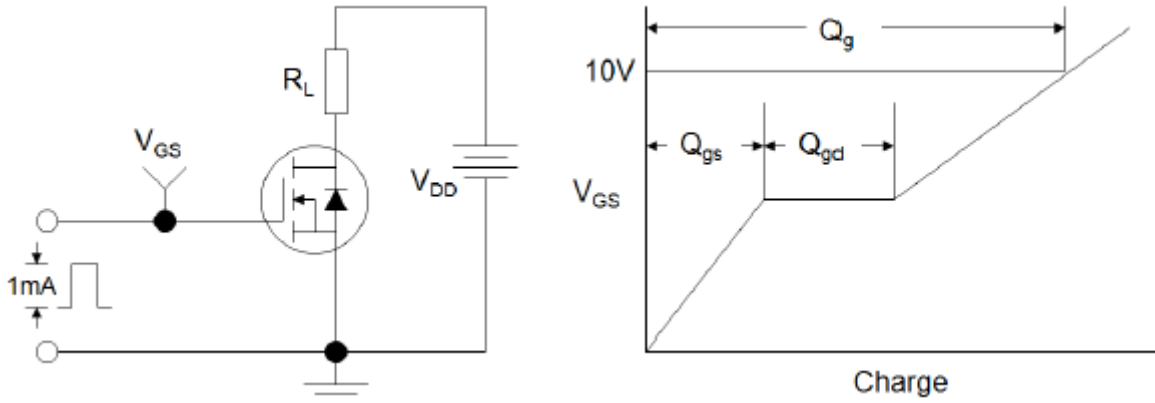 R_L
V_GS
V_DD
1mA
Q_g
10V
Q_gs
Q_gd
V_GS
Charge